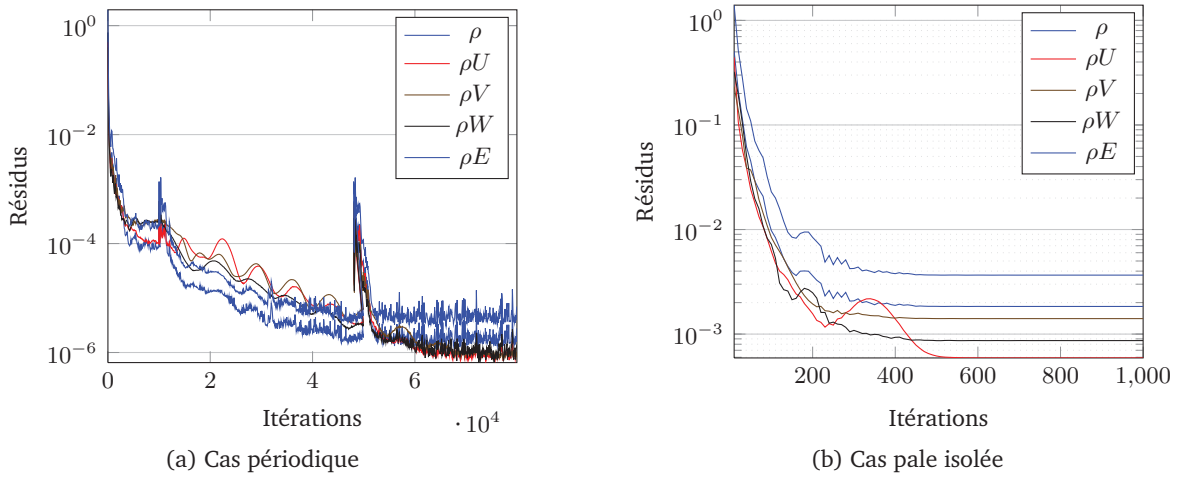 10^0
10^−2
10^−4
10^−6
Résidus
0
2
4
6
Itérations
· 10^4
ρ
ρU
ρV
ρW
ρE
(a) Cas périodique
10^0
10^−1
10^−2
10^−3
Résidus
200
400
600
800
1,000
Itérations
ρ
ρU
ρV
ρW
ρE
(b) Cas pale isolée